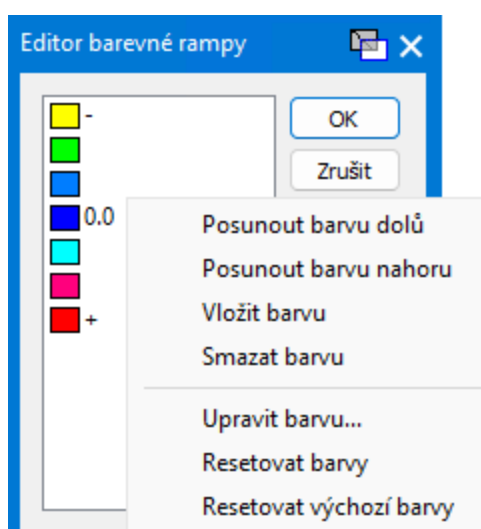 Editor barevné rampy
-
OK
Zrušit
0.0
+
Posunout barvu dolů
Posunout barvu nahoru
Vložit barvu
Smazat barvu
Upravit barvu...
Resetovat barvy
Resetovat výchozí barvy